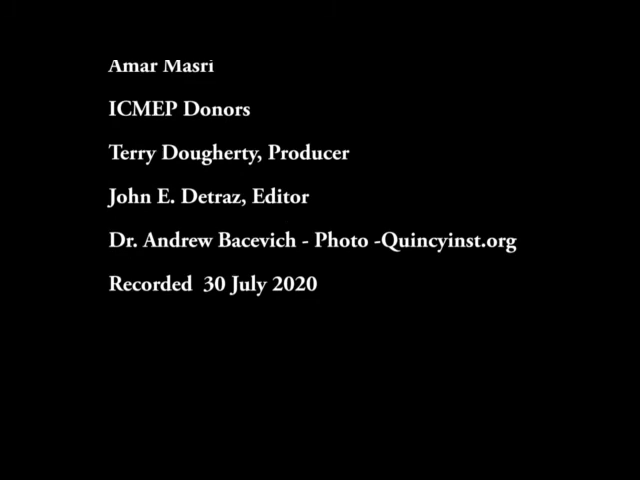 Amar Masri
ICMEP Donors
Terry Dougherty, Producer
John E. Detraz, Editor
Dr. Andrew Bacevich - Photo -Quincyinst.org
Recorded  30 July 2020